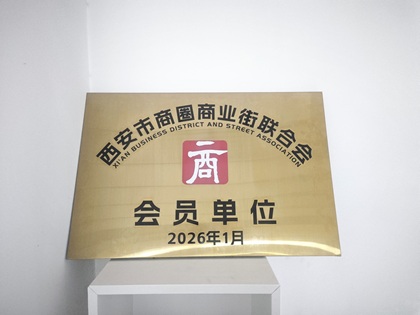 西安市商圈商业街联合会
XI'AN BUSINESS DISTRICT AND STREET ASSOCIATION
商
会员单位
2026年1月